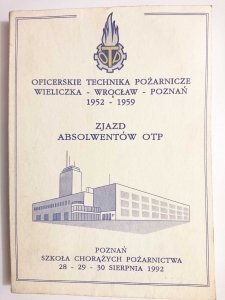 OFICERSKIE TECHNIKA POŻARNICZE
WIELICZKA - WROCŁAW - POZNAŃ
1952 - 1959
ZJAZD
ABSOLWENTÓW OTP
POZNAŃ
SZKOŁA CHORĄŻYCH POŻARNICTWA
28 - 29 - 30 SIERPNIA 1992